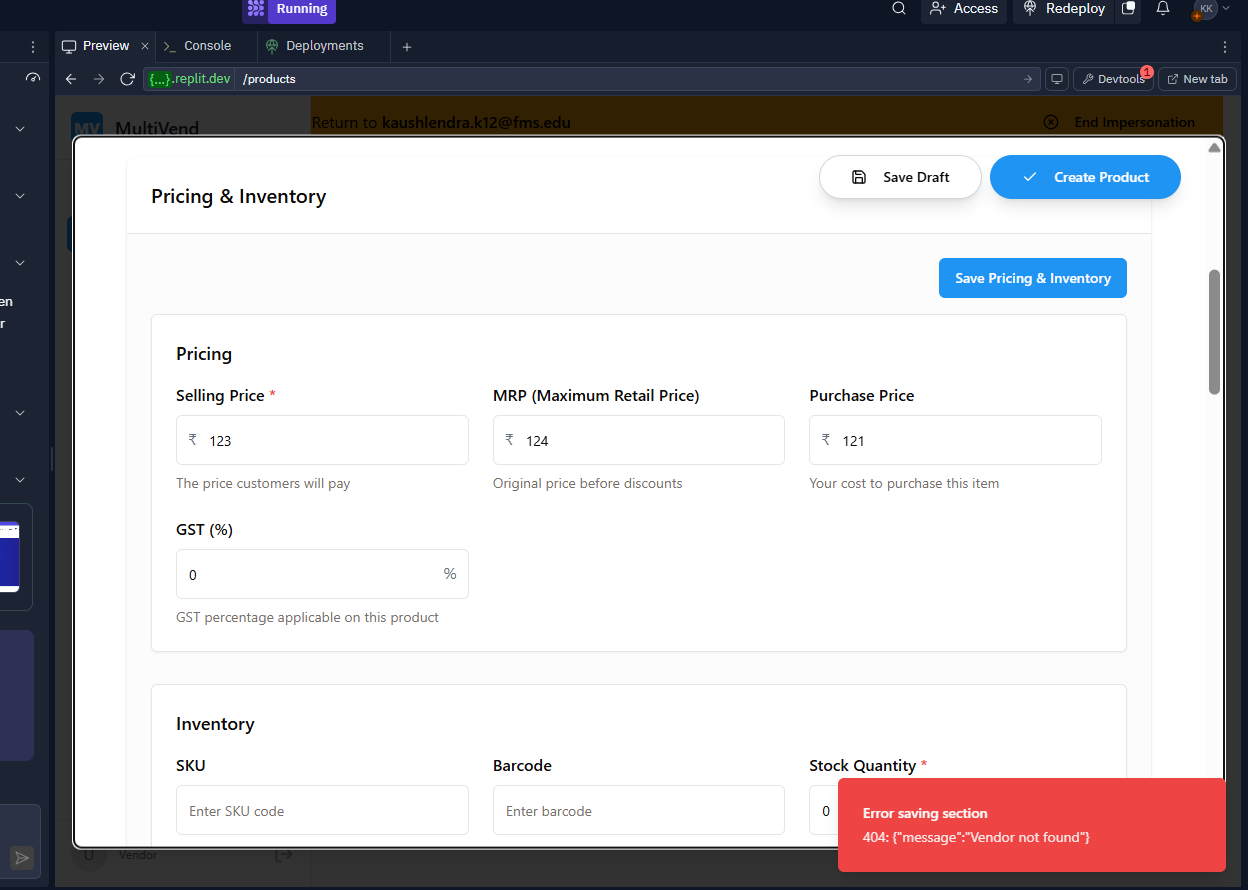 Running
Access
Redeploy
KK
Preview
Console
Deployments
{...}.replit.dev
/products
Devtools
1
New tab
MV
MultiVend
Return to kaushlendra.k12@fms.edu
End Impersonation
Pricing & Inventory
Save Draft
Create Product
Save Pricing & Inventory
en
r
Pricing
Selling Price *
MRP (Maximum Retail Price)
Purchase Price
₹ 123
₹ 124
₹ 121
The price customers will pay
Original price before discounts
Your cost to purchase this item
GST (%)
0
%
GST percentage applicable on this product
Inventory
SKU
Barcode
Stock Quantity *
Enter SKU code
Enter barcode
0
Error saving section
404: {"message":"Vendor not found"}
U
Vendor